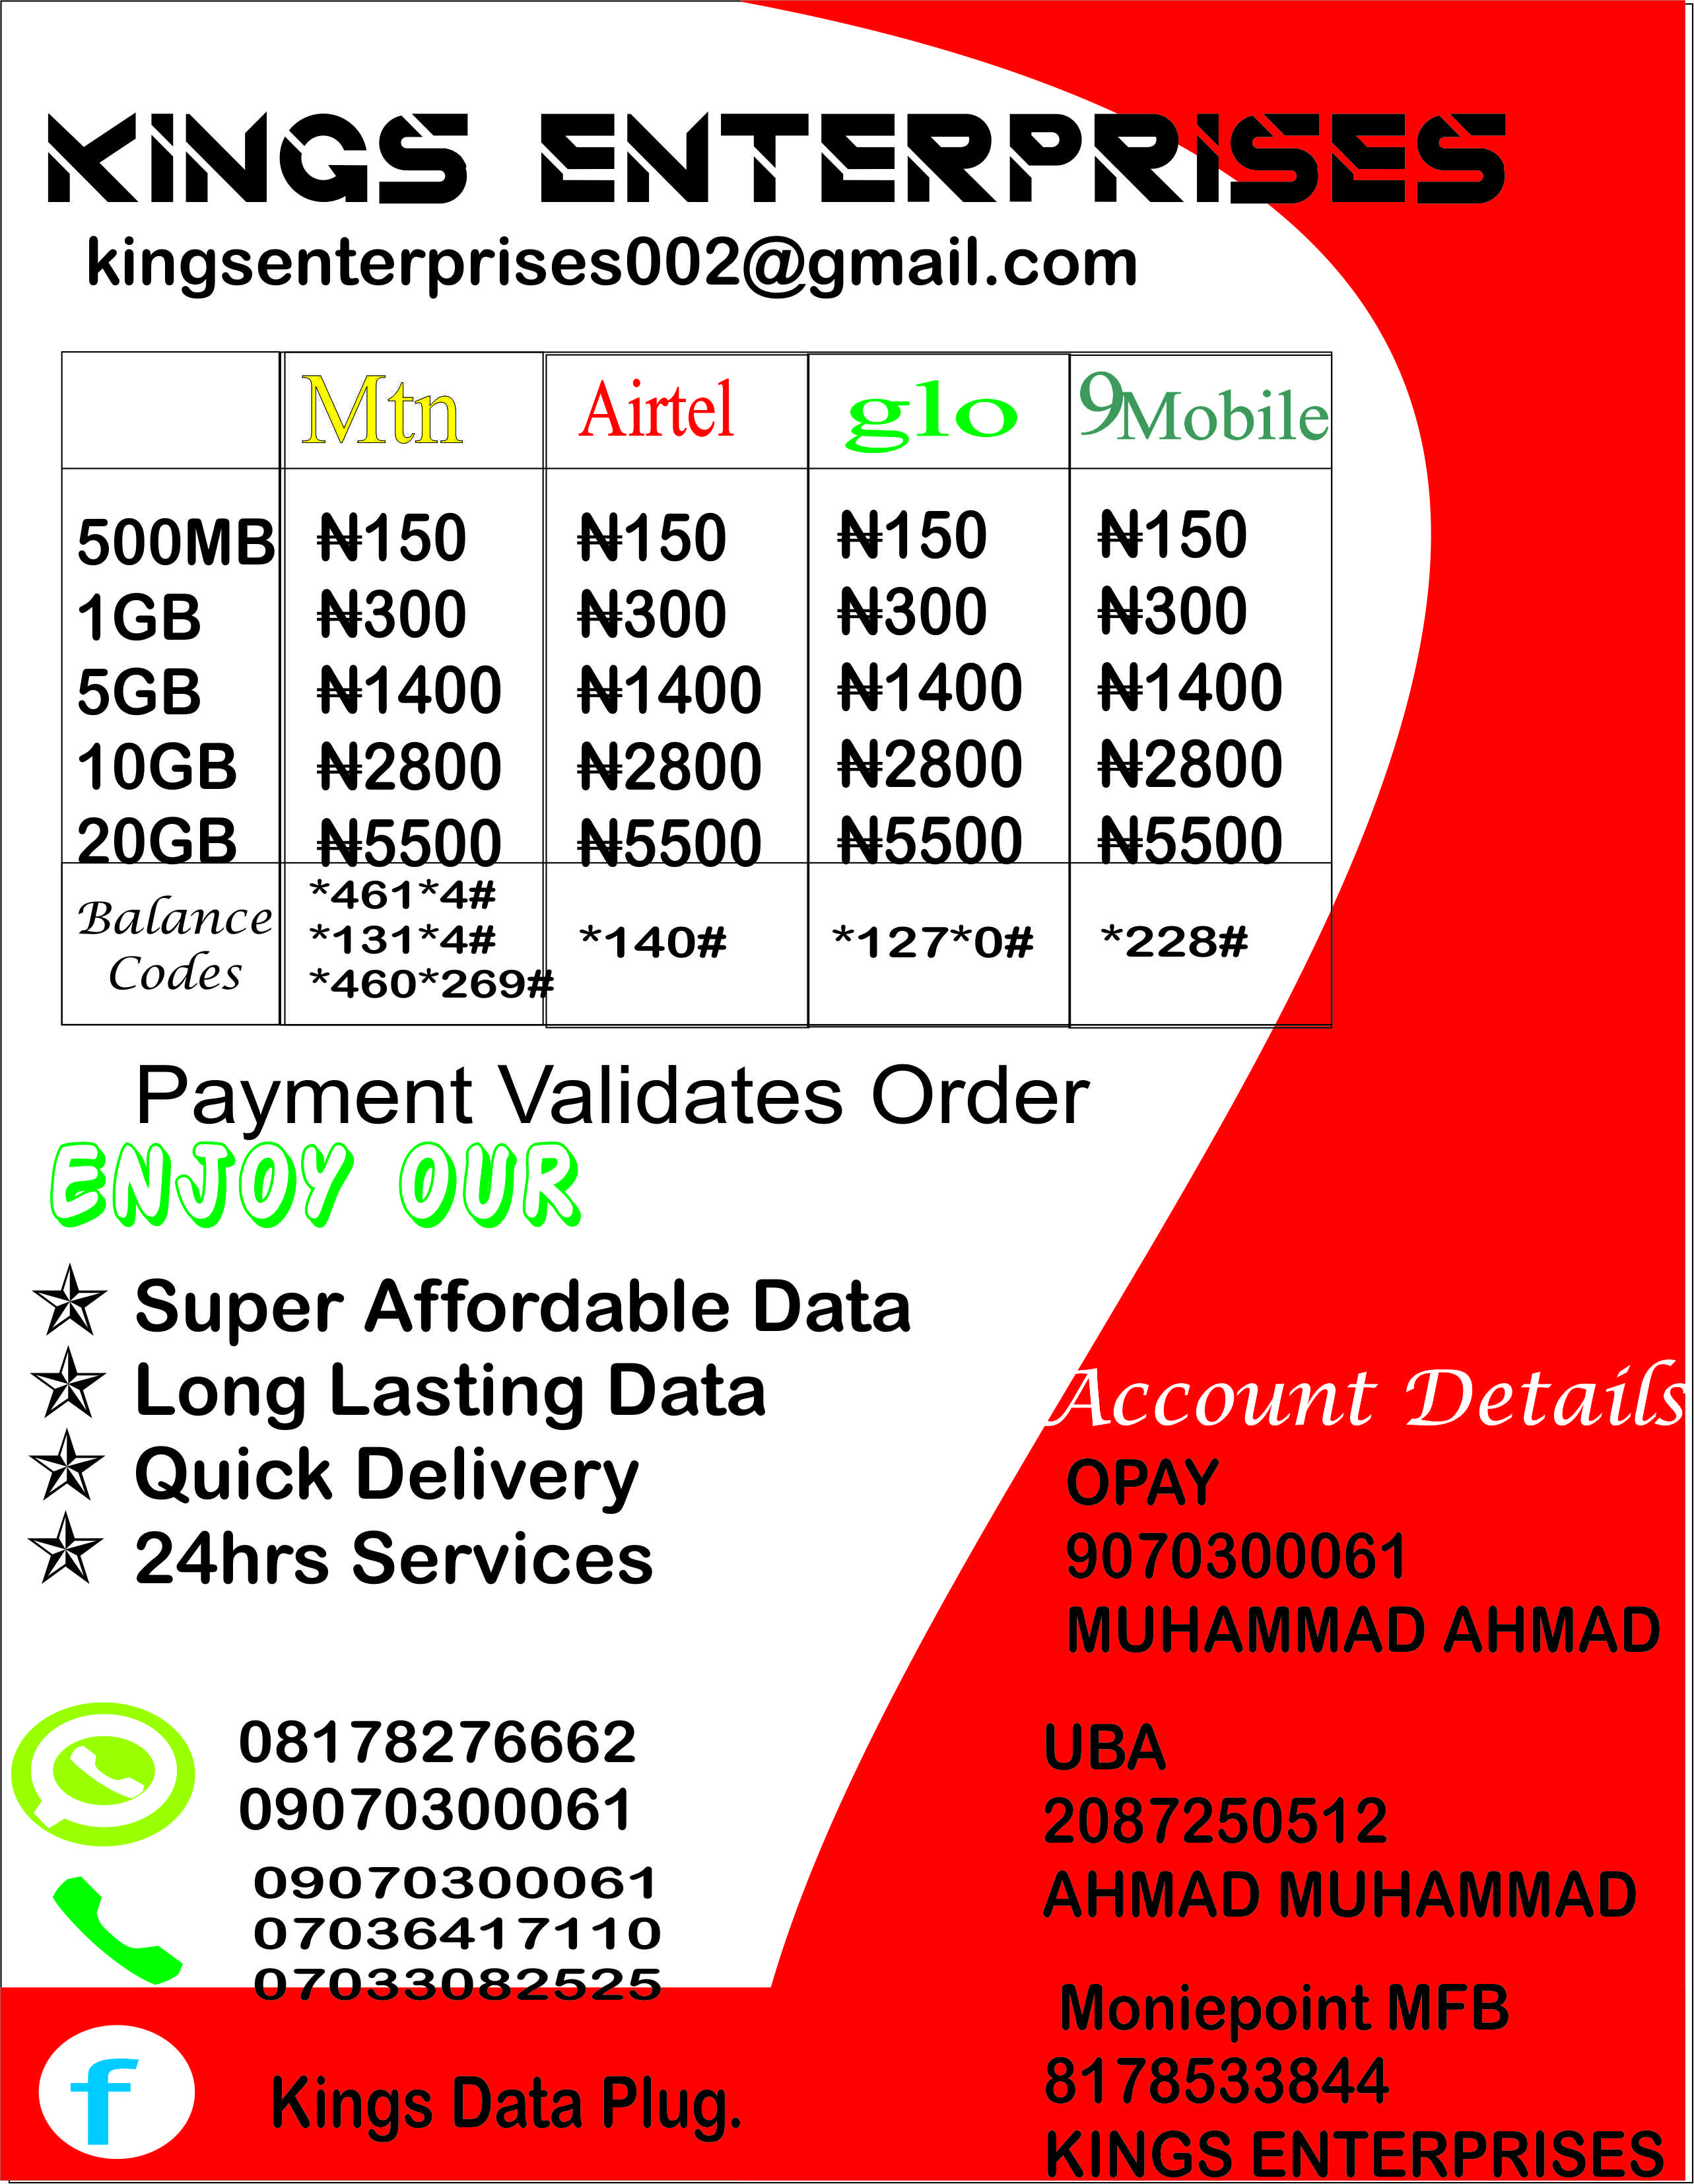 KINGS ENTERPRISES
kingsenterprises002@gmail.com
Mtn Airtel glo 9Mobile
500MB ₦150 ₦150 ₦150 ₦150
1GB ₦300 ₦300 ₦300 ₦300
5GB ₦1400 ₦1400 ₦1400 ₦1400
10GB ₦2800 ₦2800 ₦2800 ₦2800
20GB ₦5500 ₦5500 ₦5500 ₦5500
Balance Codes
*461*4#
*131*4#
*460*269#
*140#
*127*0#
*228#
Payment Validates Order
ENJOY OUR
Super Affordable Data
Long Lasting Data
Quick Delivery
24hrs Services
08178276662
09070300061
09070300061
07036417110
07033082525
f
Kings Data Plug.
Account Details
OPAY
9070300061
MUHAMMAD AHMAD
UBA
2087250512
AHMAD MUHAMMAD
Moniepoint MFB
8178533844
KINGS ENTERPRISES